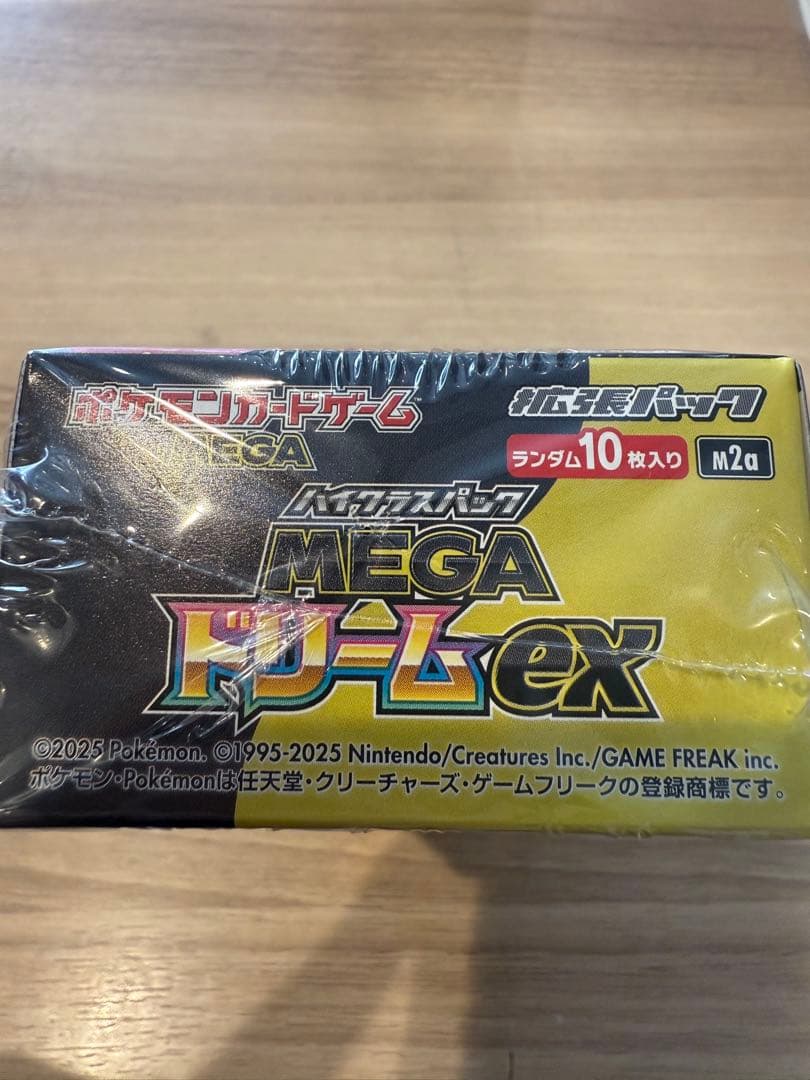 ポケモンカードゲーム
MEGA
拡張パック
ランダム10枚入り
M2a
ハイクラスパック
MEGA
ドリームex
©2025 Pokémon. ©1995-2025 Nintendo/Creatures Inc./GAME FREAK inc.
ポケモン・Pokémonは任天堂・クリーチャーズ・ゲームフリークの登録商標です。